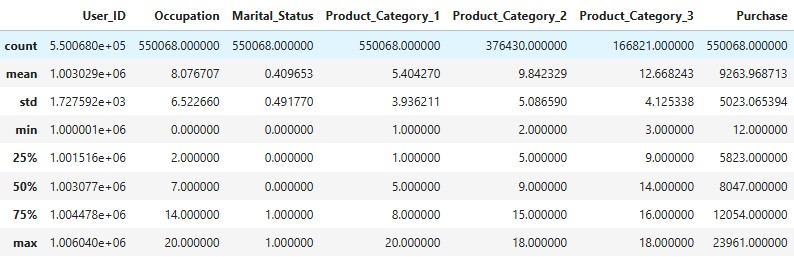 User_ID Occupation Marital_Status Product_Category_1 Product_Category_2 Product_Category_3 Purchase
count 5.500680e+05 550068.000000 550068.000000 550068.000000 376430.000000 166821.000000 550068.000000
mean 1.003029e+06 8.076707 0.409653 5.404270 9.842329 12.668243 9263.968713
std 1.727592e+03 6.522660 0.491770 3.936211 5.086590 4.125338 5023.065394
min 1.000001e+06 0.000000 0.000000 1.000000 2.000000 3.000000 12.000000
25% 1.001516e+06 2.000000 0.000000 1.000000 5.000000 9.000000 5823.000000
50% 1.003077e+06 7.000000 0.000000 5.000000 9.000000 14.000000 8047.000000
75% 1.004478e+06 14.000000 1.000000 8.000000 15.000000 16.000000 12054.000000
max 1.006040e+06 20.000000 1.000000 20.000000 18.000000 18.000000 23961.000000